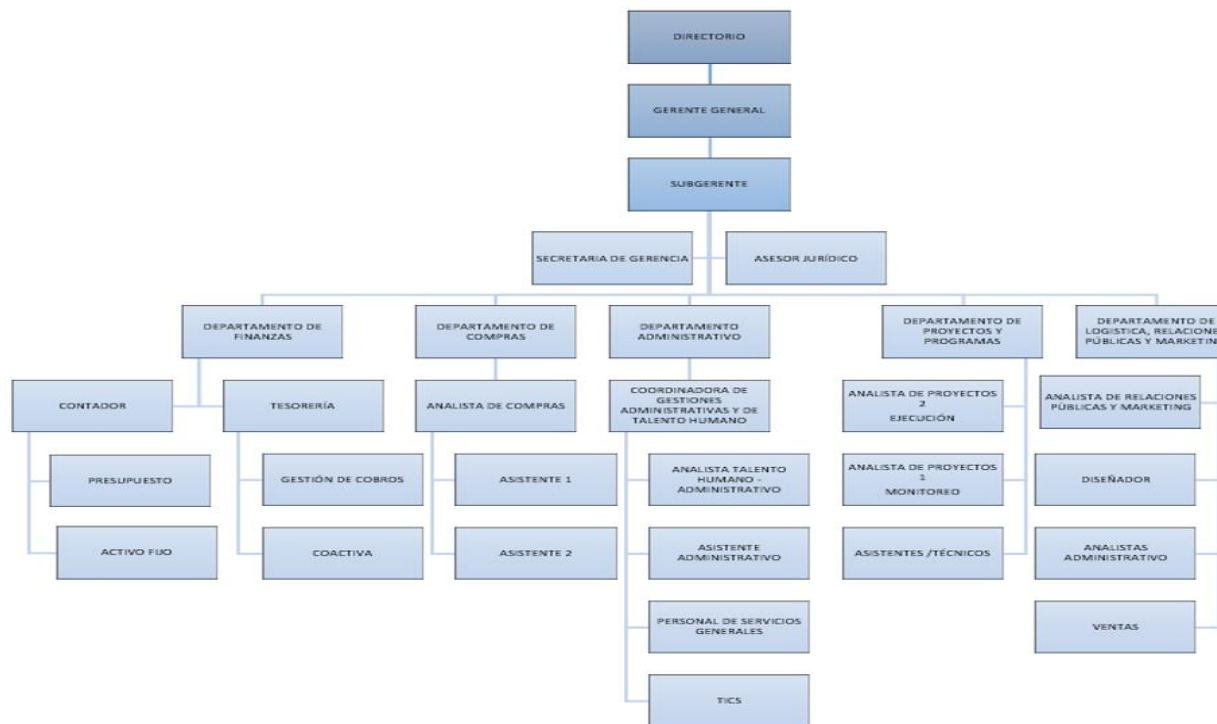 DIRECTORIO
GERENTE GENERAL
SUBGERENTE
SECRETARIA DE GERENCIA
ASESOR JURÍDICO
DEPARTAMENTO DE
FINANZAS
DEPARTAMENTO DE
COMPRAS
DEPARTAMENTO
ADMINISTRATIVO
DEPARTAMENTO DE
PROYECTOS Y
PROGRAMAS
DEPARTAMENTO DE
LOGISTICA, RELACIONE
PÚBLICAS Y MARKETIN
CONTADOR
TESORERÍA
ANALISTA DE COMPRAS
COORDINADORA DE
GESTIONES
ADMINISTRATIVAS Y DE
TALENTO HUMANO
ANALISTA DE PROYECTOS
2
EJECUCIÓN
ANALISTA DE RELACIONES
PÚBLICAS Y MARKETING
PRESUPUESTO
GESTIÓN DE COBROS
ASISTENTE 1
ANALISTA TALENTO
HUMANO -
ADMINISTRATIVO
ANALISTA DE PROYECTOS
1
MONITOREO
DISEÑADOR
ACTIVO FIJO
COACTIVA
ASISTENTE 2
ASISTENTE
ADMINISTRATIVO
ASISTENTES /TÉCNICOS
ANALISTAS
ADMINISTRATIVO
PERSONAL DE SERVICIOS
GENERALES
VENTAS
TICS